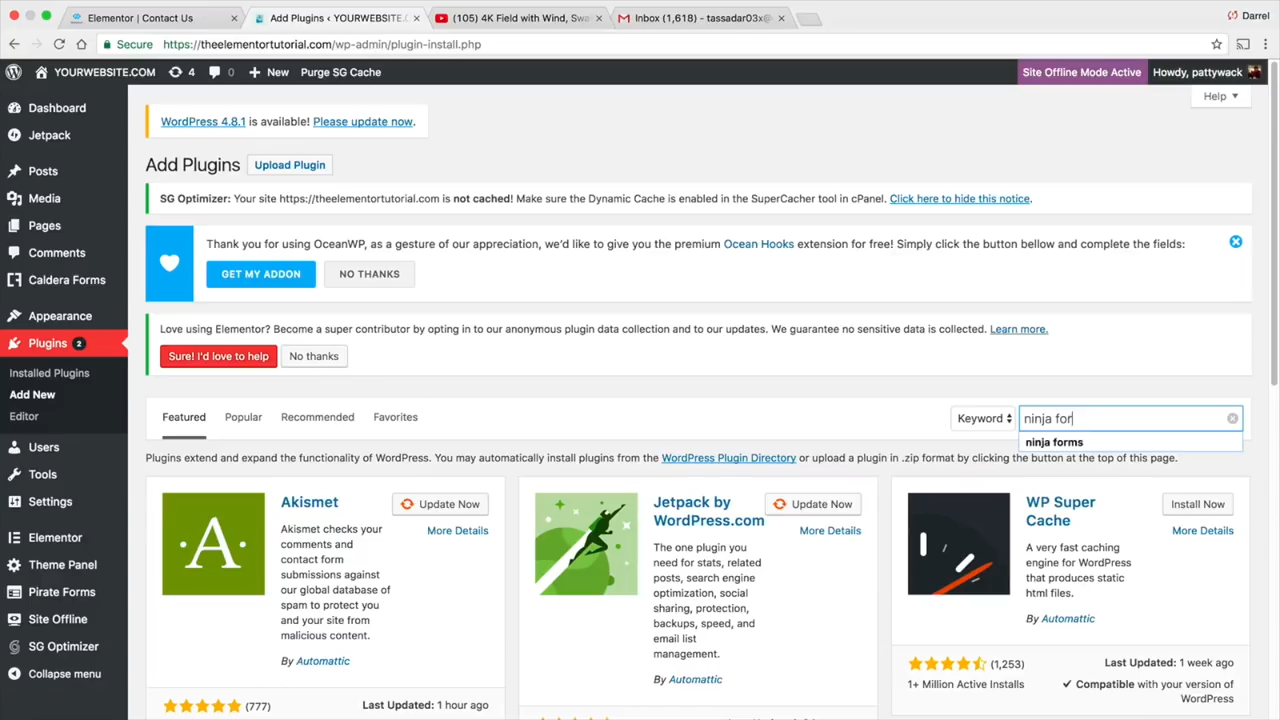 Elementor | Contact Us
Add Plugins ‹ YOURWEBSITE.C
(105) 4K Field with Wind, Swa
Inbox (1,618) - tassadar03x@
Darrel
Secure
https://theelementortutorial.com/wp-admin/plugin-install.php
YOURWEBSITE.COM
4
0
New
Purge SG Cache
Site Offline Mode Active
Howdy, pattywack
Dashboard
Jetpack
Posts
Media
Pages
Comments
Caldera Forms
Appearance
Plugins 2
Installed Plugins
Add New
Editor
Users
Tools
Settings
Elementor
Theme Panel
Pirate Forms
Site Offline
SG Optimizer
Collapse menu
Help
WordPress 4.8.1 is available! Please update now.
Add Plugins
Upload Plugin
SG Optimizer: Your site https://theelementortutorial.com is not cached! Make sure the Dynamic Cache is enabled in the SuperCacher tool in cPanel. Click here to hide this notice.
Thank you for using OceanWP, as a gesture of our appreciation, we'd like to give you the premium Ocean Hooks extension for free! Simply click the button bellow and complete the fields:
GET MY ADDON
NO THANKS
Love using Elementor? Become a super contributor by opting in to our anonymous plugin data collection and to our updates. We guarantee no sensitive data is collected. Learn more.
Sure! I'd love to help
No thanks
Featured
Popular
Recommended
Favorites
Keyword
ninja for
ninja forms
Plugins extend and expand the functionality of WordPress. You may automatically install plugins from the WordPress Plugin Directory or upload a plugin in .zip format by clicking the button at the top of this page.
A
Akismet
Update Now
More Details
Akismet checks your
comments and
contact form
submissions against
our global database of
spam to protect you
and your site from
malicious content.
By Automattic
(777)
Last Updated: 1 hour ago
Jetpack by
WordPress.com
Update Now
More Details
The one plugin you
need for stats, related
posts, search engine
optimization, social
sharing, protection,
backups, speed, and
email list
management.
By Automattic
WP Super
Cache
Install Now
More Details
A very fast caching
engine for WordPress
that produces static
html files.
By Automattic
(1,253)
Last Updated: 1 week ago
1+ Million Active Installs
Compatible with your version of
WordPress